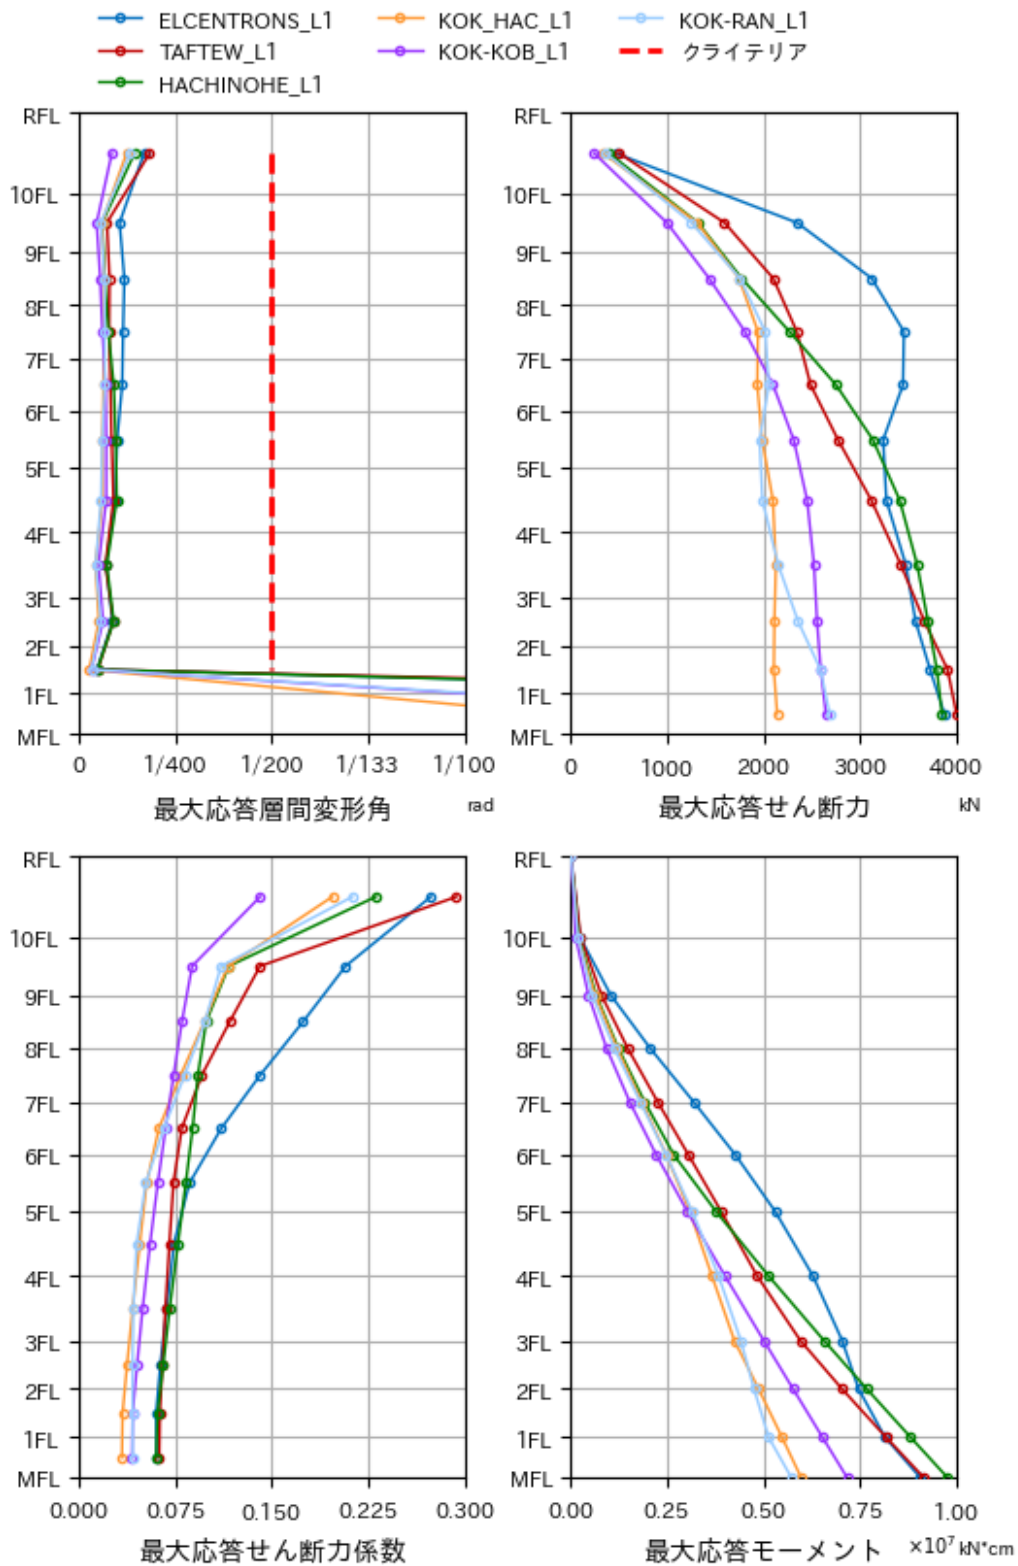 ELCENTRONS_L1 KOK_HAC_L1 KOK-RAN_L1
TAFTEW_L1 KOK-KOB_L1 クライテリア
HACHINOHE_L1
RFL
10FL
9FL
8FL
7FL
6FL
5FL
4FL
3FL
2FL
1FL
MFL
0 1/400 1/200 1/133 1/100
最大応答層間変形角 rad
RFL
10FL
9FL
8FL
7FL
6FL
5FL
4FL
3FL
2FL
1FL
MFL
0 1000 2000 3000 4000
最大応答せん断力 kN
RFL
10FL
9FL
8FL
7FL
6FL
5FL
4FL
3FL
2FL
1FL
MFL
0.000 0.075 0.150 0.225 0.300
最大応答せん断力係数
RFL
10FL
9FL
8FL
7FL
6FL
5FL
4FL
3FL
2FL
1FL
MFL
0.00 0.25 0.50 0.75 1.00
最大応答モーメント ×10⁷ kN*cm